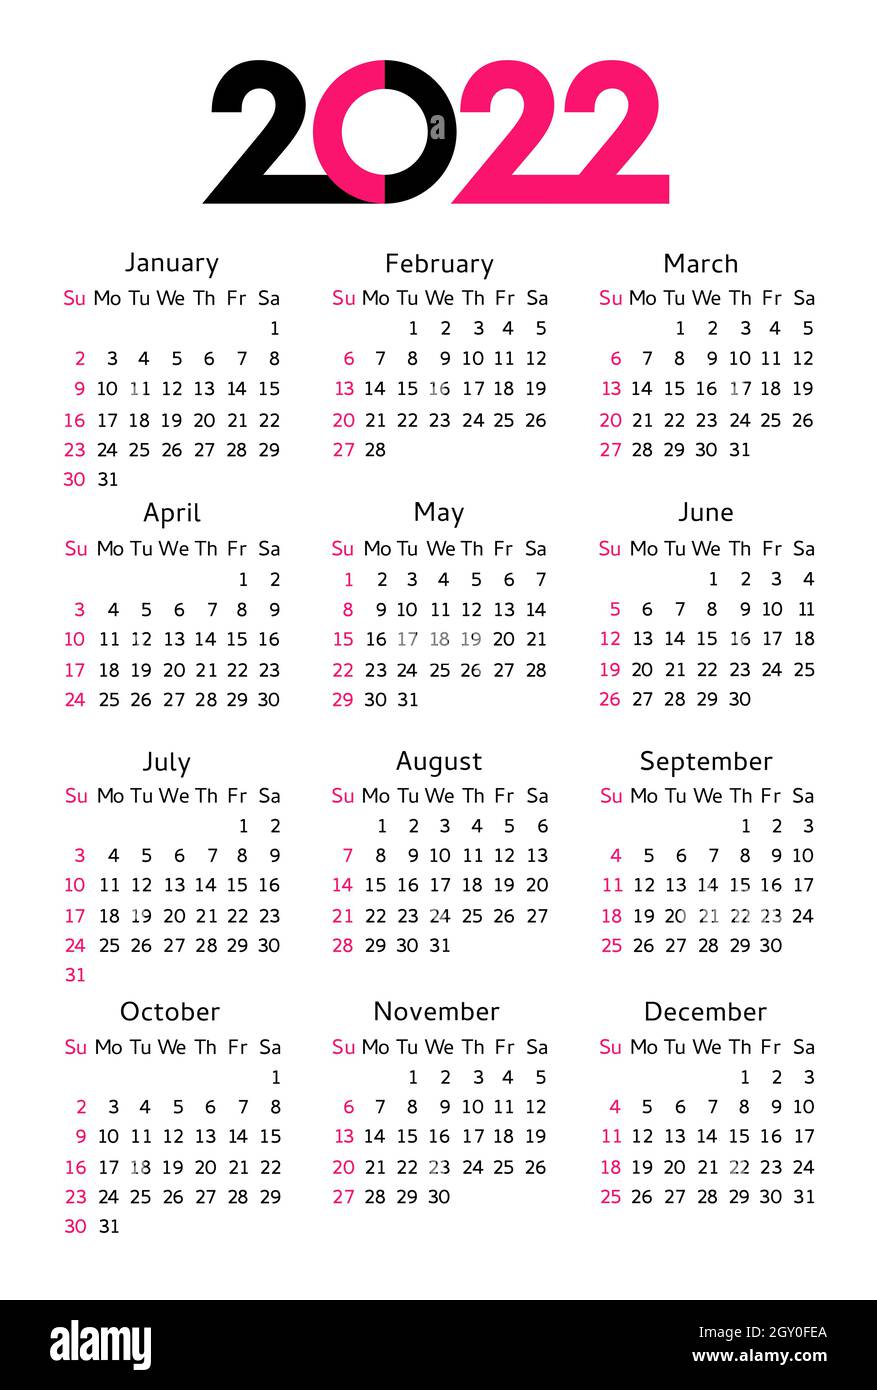 2022
January February March
Su Mo Tu We Th Fr Sa Su Mo Tu We Th Fr Sa Su Mo Tu We Th Fr Sa
1 1 2 3 4 5 1 2 3 4 5
2 3 4 5 6 7 8 6 7 8 9 10 11 12 6 7 8 9 10 11 12
9 10 11 12 13 14 15 13 14 15 16 17 18 19 13 14 15 16 17 18 19
16 17 18 19 20 21 22 20 21 22 23 24 25 26 20 21 22 23 24 25 26
23 24 25 26 27 28 29 27 28 27 28 29 30 31
30 31
April May June
Su Mo Tu We Th Fr Sa Su Mo Tu We Th Fr Sa Su Mo Tu We Th Fr Sa
1 2 1 2 3 4 5 6 7 1 2 3 4
3 4 5 6 7 8 9 8 9 10 11 12 13 14 5 6 7 8 9 10 11
10 11 12 13 14 15 16 15 16 17 18 19 20 21 12 13 14 15 16 17 18
17 18 19 20 21 22 23 22 23 24 25 26 27 28 19 20 21 22 23 24 25
24 25 26 27 28 29 30 29 30 31 26 27 28 29 30
July August September
Su Mo Tu We Th Fr Sa Su Mo Tu We Th Fr Sa Su Mo Tu We Th Fr Sa
1 2 1 2 3 4 5 6 1 2 3
3 4 5 6 7 8 9 7 8 9 10 11 12 13 4 5 6 7 8 9 10
10 11 12 13 14 15 16 14 15 16 17 18 19 20 11 12 13 14 15 16 17
17 18 19 20 21 22 23 21 22 23 24 25 26 27 18 19 20 21 22 23 24
24 25 26 27 28 29 30 28 29 30 31 25 26 27 28 29 30
31
October November December
Su Mo Tu We Th Fr Sa Su Mo Tu We Th Fr Sa Su Mo Tu We Th Fr Sa
1 1 2 3 4 5 1 2 3
2 3 4 5 6 7 8 6 7 8 9 10 11 12 4 5 6 7 8 9 10
9 10 11 12 13 14 15 13 14 15 16 17 18 19 11 12 13 14 15 16 17
16 17 18 19 20 21 22 20 21 22 23 24 25 26 18 19 20 21 22 23 24
23 24 25 26 27 28 29 27 28 29 30 25 26 27 28 29 30 31
30 31
a
alamy
Image ID: 2GY0FEA
www.alamy.com